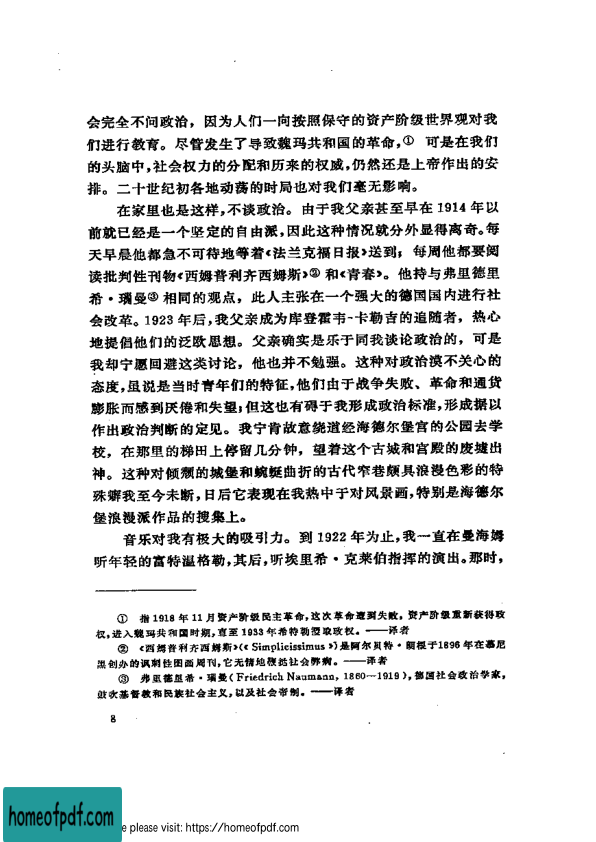 会完全不问政治，因为人们一向按照保守的资产阶级世界观对我
们进行教育。尽管发生了导致魏玛共和国的革命，① 可是在我们
的头脑中，社会权力的分配和历来的权威，仍然还是上帝作出的安
排。二十世纪初各地动荡的时局也对我们毫无影响。
在家里也是这样，不谈政治。由于我父亲甚至早在1914年以
前就已经是一个坚定的自由派，因此这种情况就分外显得离奇。每
天早晨他都急不可待地等着《法兰克福日报》送到；每周他都要阅
读批判性刊物《西姆普利齐西姆斯》②和《青春》。他持与弗里德里
希·瑙曼③相同的观点，此人主张在一个强大的德国国内进行社
会改革。1923年后，我父亲成为库登霍韦-卡勒吉的追随者，热心
地提倡他们的泛欧思想。父亲确实是乐于同我谈论政治的，可是
我却宁愿回避这类讨论，他也并不勉强。这种对政治漠不关心的
态度，虽说是当时青年们的特征，他们由于战争失败、革命和通货
膨胀而感到厌倦和失望；但这也有碍于我形成政治标准，形成据以
作出政治判断的定见。我宁肯故意绕道经海德尔堡宫的公园去学
校，在那里的梯田上停留几分钟，望着这个古城和宫殿的废墟出
神。这种对倾颓的城堡和蜿蜒曲折的古代窄巷颇具浪漫色彩的特
殊癖我至今未断，日后它表现在我热中于对风景画，特别是海德尔
堡浪漫派作品的搜集上。
音乐对我有极大的吸引力。到1922年为止，我一直在曼海姆
听年轻的富特温格勒，其后，听埃里希·克莱伯指挥的演出。那时，
① 指1918年11月资产阶级民主革命，这次革命遭到失败，资产阶级重新获得政
权，进入魏玛共和国时期，直至1933年希特勒攫取政权。——译者
② 《西姆普利齐西姆斯》(《Simplicissimus》)是阿尔贝特·朗根于1896年在慕尼
黑创办的讽刺性图画周刊，它无情地鞭挞社会弊病。——译者
③ 弗里德里希·瑙曼(Friedrich Naumann, 1860—1919)，德国社会政治学家，
鼓吹基督教和民族社会主义，以及社会帝制。——译者
8
homeofpdf.com
e please visit: https://homeofpdf.com